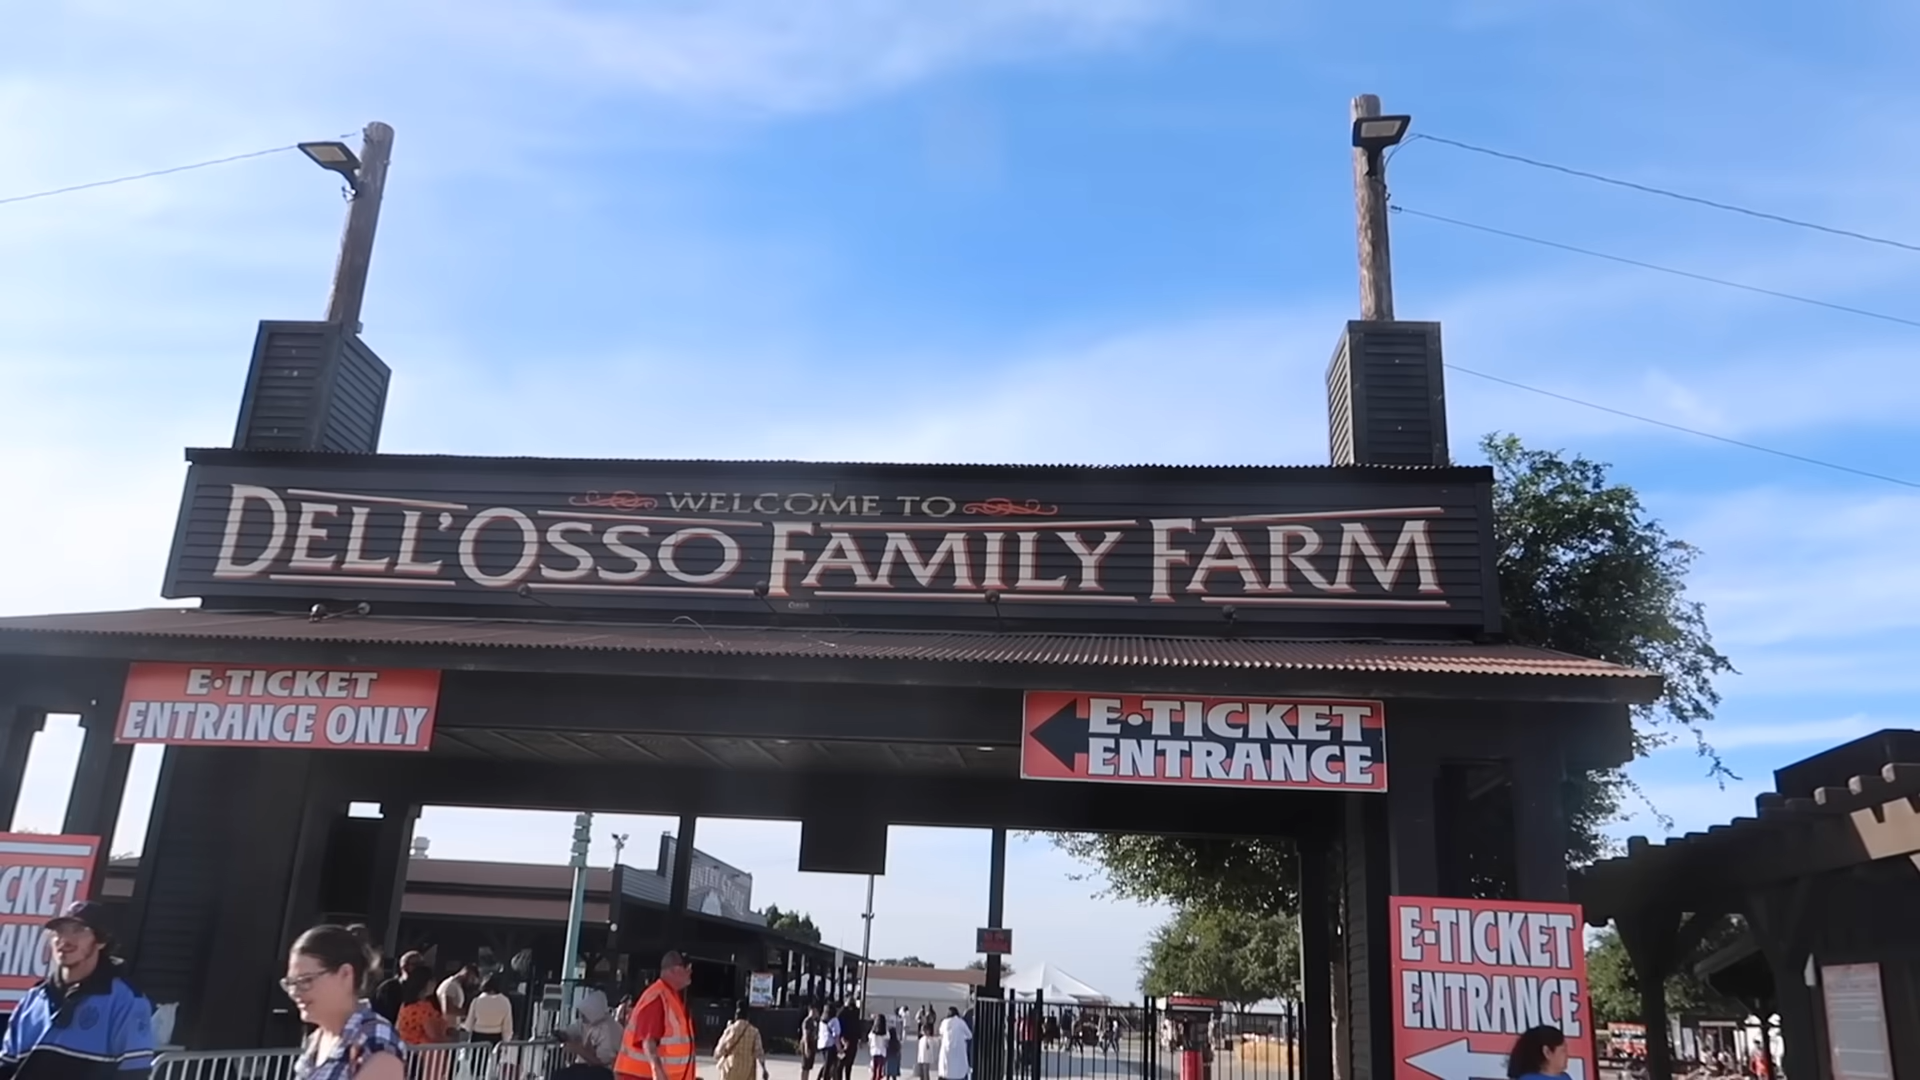 WELCOME TO
DELL'OSSO FAMILY FARM
E·TICKET
ENTRANCE ONLY
E·TICKET
ENTRANCE
E-TICKET
ENTRANCE